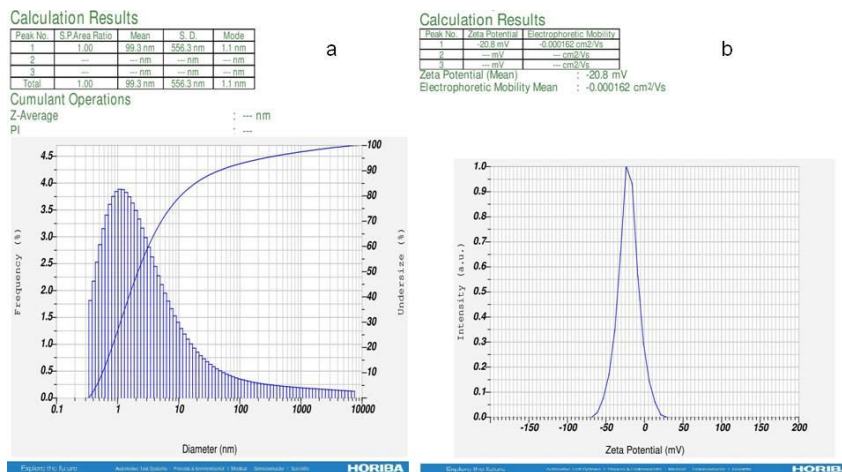 Calculation Results
Peak No. S.P.Area Ratio Mean S. D. Mode
1 1.00 99.3 nm 556.3 nm 1.1 nm
2 --- --- nm --- nm --- nm
3 --- --- nm --- nm --- nm
Total 1.00 99.3 nm 556.3 nm 1.1 nm
a
Cumulant Operations
Z-Average : --- nm
PI : ---
Frequency (%)
4.5
4.0
3.5
3.0
2.5
2.0
1.5
1.0
0.5
0.0
100
90
80
70
60
50
40
30
20
10
0
Undersize (%)
0.1 1 10 100 1000 10000
Diameter (nm)
Explore the future
HORIBA
Calculation Results
Peak No. Zeta Potential Electrophoretic Mobility
1 -20.8 mV -0.000162 cm2/Vs
2 --- mV --- cm2/Vs
3 --- mV --- cm2/Vs
b
Zeta Potential (Mean) : -20.8 mV
Electrophoretic Mobility Mean : -0.000162 cm2/Vs
Intensity (a.u.)
1.0
0.9
0.8
0.7
0.6
0.5
0.4
0.3
0.2
0.1
0.0
-150 -100 -50 0 50 100 150 200
Zeta Potential (mV)
Explore the future
HORIBA